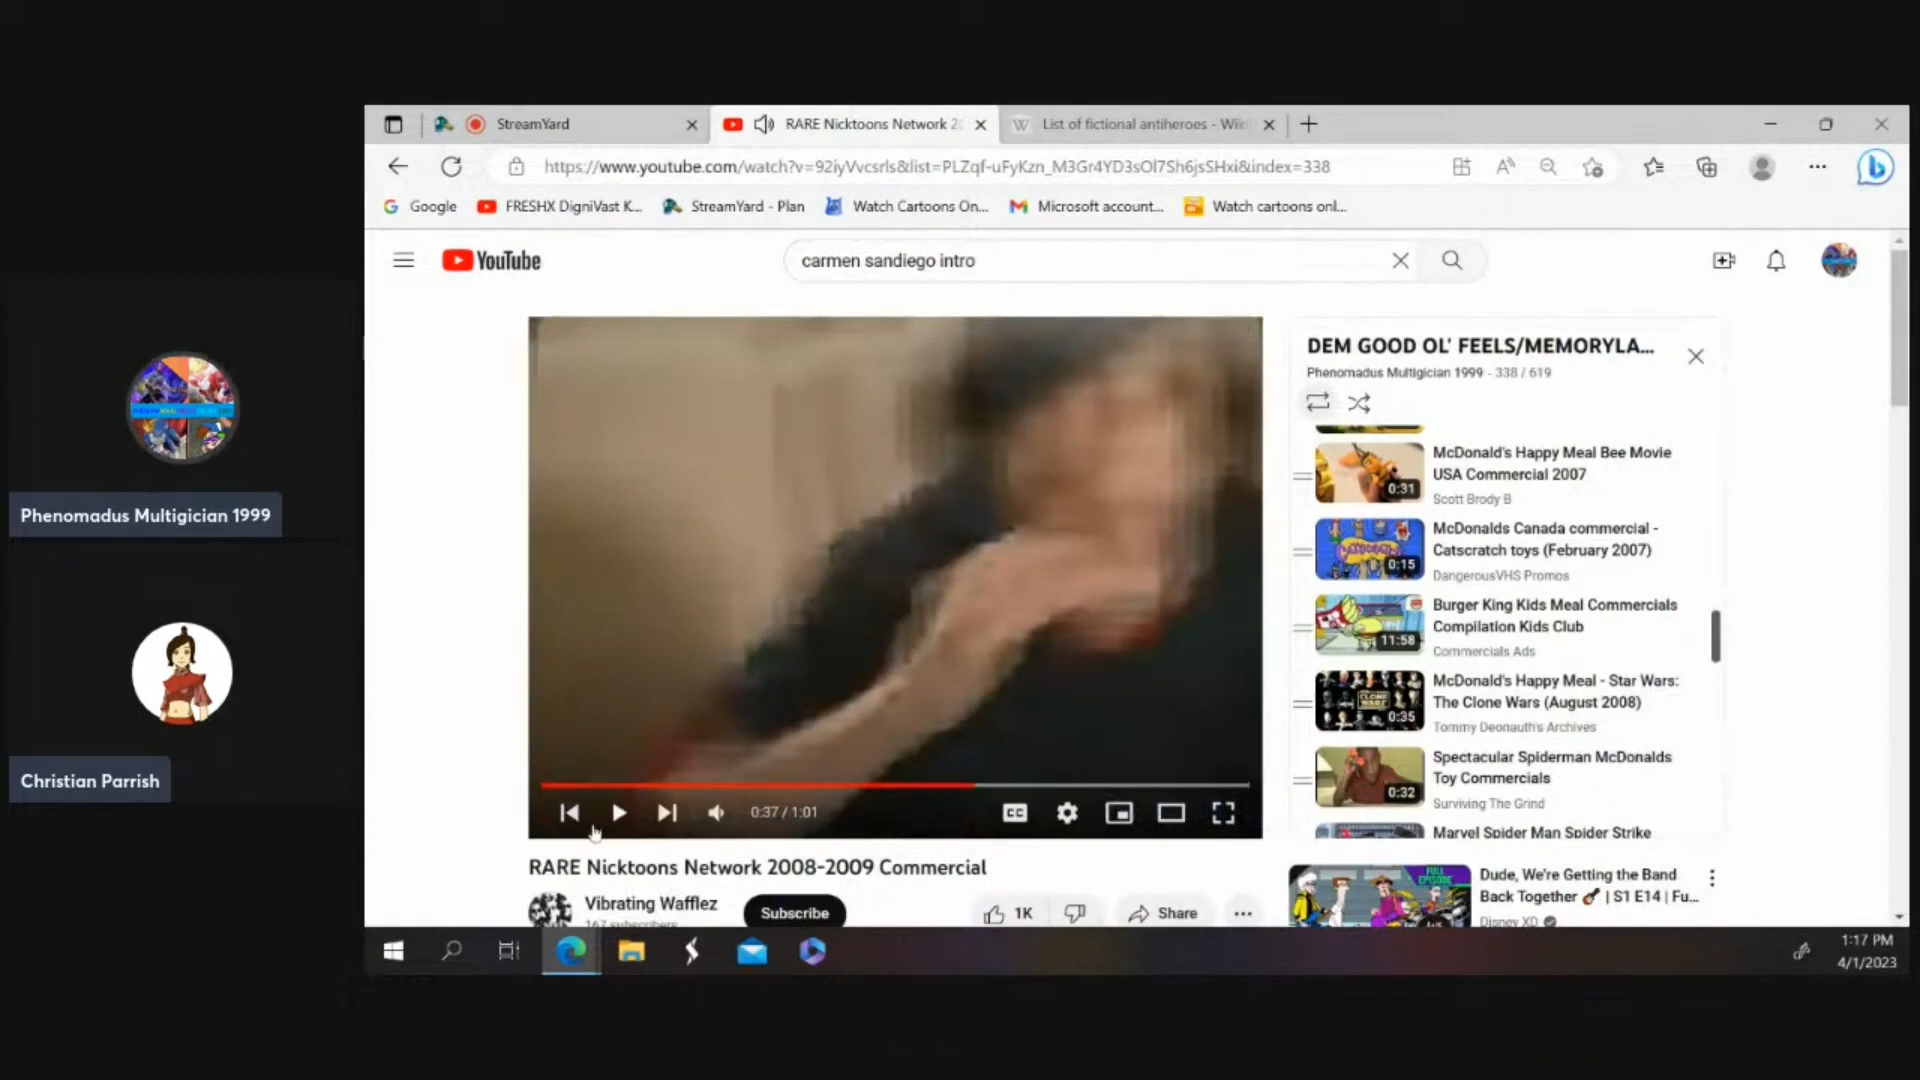 StreamYard
RARE Nicktoons Network 2
List of fictional antiheroes - Wiki
https://www.youtube.com/watch?v=92iyVvcsrls&list=PLZqf-uFyKzn_M3Gr4YD3sOl7Sh6jsSHxi&index=338
Google
FRESHX DigniVast K...
StreamYard - Plan
Watch Cartoons On...
Microsoft account...
Watch cartoons onl...
YouTube
carmen sandiego intro
DEM GOOD OL' FEELS/MEMORYLA...
Phenomadus Multigician 1999 - 338 / 619
McDonald's Happy Meal Bee Movie
USA Commercial 2007
0:31
Scott Brody B
McDonalds Canada commercial -
Catscratch toys (February 2007)
0:15
DangerousVHS Promos
Burger King Kids Meal Commercials
Compilation Kids Club
11:58
Commercials Ads
McDonald's Happy Meal - Star Wars:
The Clone Wars (August 2008)
0:35
Tommy Deonauth's Archives
Spectacular Spiderman McDonalds
Toy Commercials
0:32
Surviving The Grind
Marvel Spider Man Spider Strike
Phenomadus Multigician 1999
Christian Parrish
0:37 / 1:01
CC
RARE Nicktoons Network 2008-2009 Commercial
Vibrating Wafflez
167 subscribers
Subscribe
1K
Share
FULL
EPISODE
Dude, We're Getting the Band
Back Together 🎸 | S1 E14 | Fu...
Disney XD
1:17 PM
4/1/2023